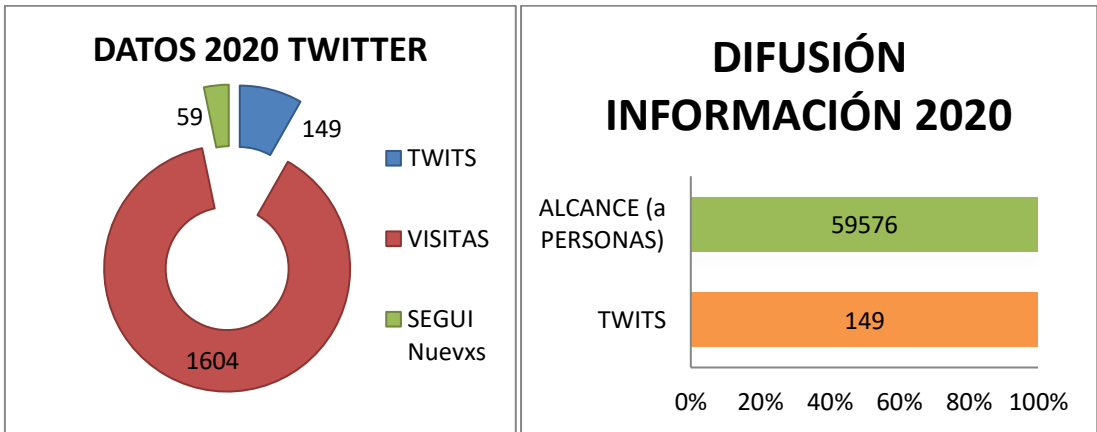 DATOS 2020 TWITTER
59
149
TWITS
VISITAS
SEGUI
Nuevxs
1604
DIFUSIÓN
INFORMACIÓN 2020
ALCANCE (a
PERSONAS)
59576
TWITS
149
0% 20% 40% 60% 80% 100%